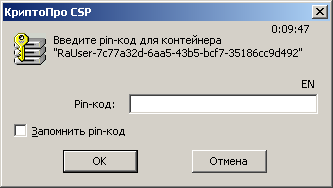 КриптоПро CSP
0:09:47
Введите pin-код для контейнера
"RaUser-7c77a32d-6aa5-43b5-bcf7-35186cc9d492"
EN
Pin-код:
Запомнить pin-код
OK
Отмена